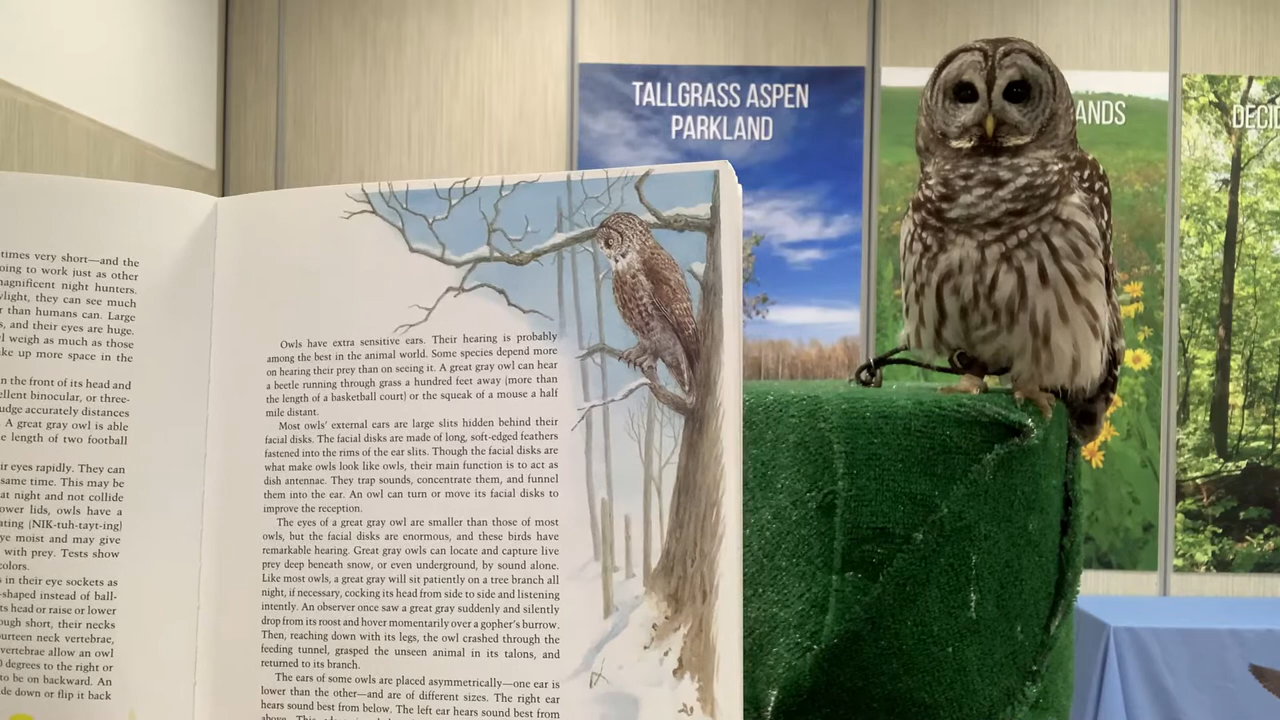 TALLGRASS ASPEN
PARKLAND
ANDS
DECID
times very short—and the
oing to work just as other
nagnificent night hunters.
ylight, they can see much
r than humans can. Large
s, and their eyes are huge.
l weigh as much as those
ke up more space in the
n the front of its head and
ellent binocular, or three-
udge accurately distances
A great gray owl is able
e length of two football
ir eyes rapidly. They can
same time. This may be
at night and not collide
ower lids, owls have a
ating (NIK-tuh-tayt-ing)
ye moist and may give
with prey. Tests show
colors.
s in their eye sockets as
-shaped instead of ball-
ts head or raise or lower
ough short, their necks
ourteen neck vertebrae,
vertebrae allow an owl
0 degrees to the right or
to be on backward. An
de down or flip it back
Owls have extra sensitive ears. Their hearing is probably
among the best in the animal world. Some species depend more
on hearing their prey than on seeing it. A great gray owl can hear
a beetle running through grass a hundred feet away (more than
the length of a basketball court) or the squeak of a mouse a half
mile distant.
Most owls' external ears are large slits hidden behind their
facial disks. The facial disks are made of long, soft-edged feathers
fastened into the rims of the ear slits. Though the facial disks are
what make owls look like owls, their main function is to act as
dish antennae. They trap sounds, concentrate them, and funnel
them into the ear. An owl can turn or move its facial disks to
improve the reception.
The eyes of a great gray owl are smaller than those of most
owls, but the facial disks are enormous, and these birds have
remarkable hearing. Great gray owls can locate and capture live
prey deep beneath snow, or even underground, by sound alone.
Like most owls, a great gray will sit patiently on a tree branch all
night, if necessary, cocking its head from side to side and listening
intently. An observer once saw a great gray suddenly and silently
drop from its roost and hover momentarily over a gopher's burrow.
Then, reaching down with its legs, the owl crashed through the
feeding tunnel, grasped the unseen animal in its talons, and
returned to its branch.
The ears of some owls are placed asymmetrically—one ear is
lower than the other—and are of different sizes. The right ear
hears sound best from below. The left ear hears sound best from
above. This